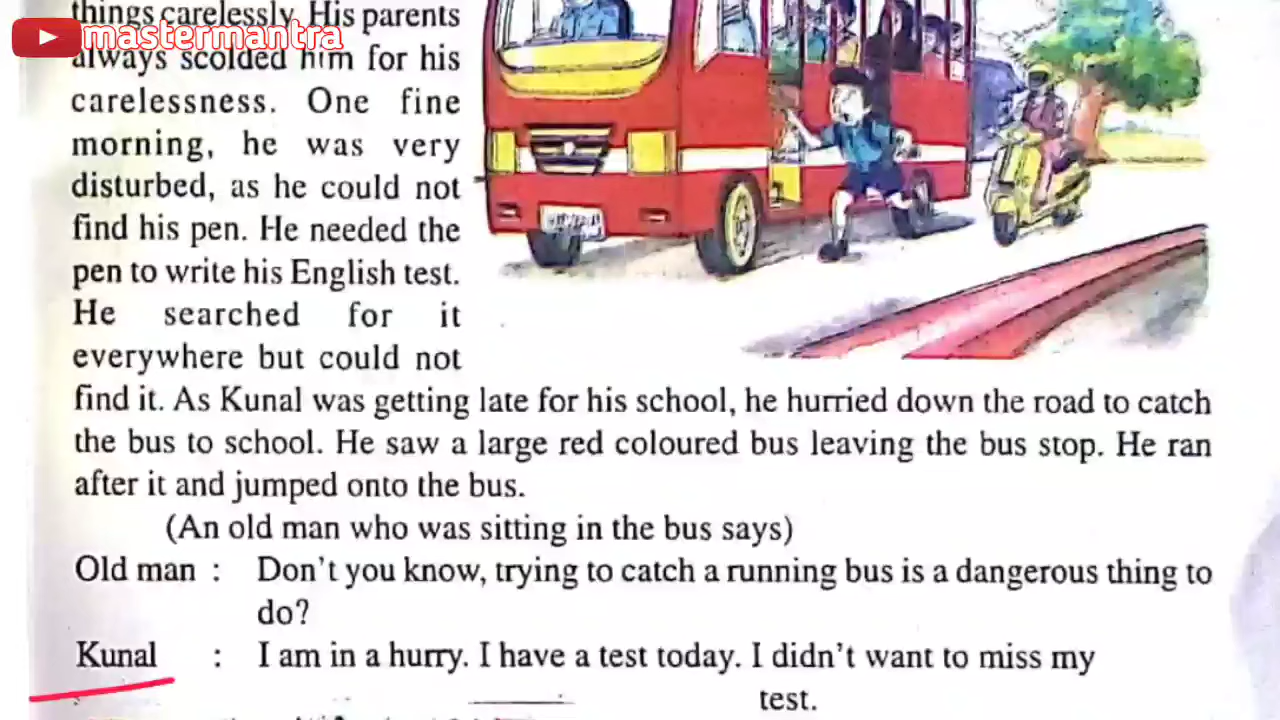 things carelessly. His parents
mastermantra
always scolded him for his
carelessness. One fine
morning, he was very
disturbed, as he could not
find his pen. He needed the
pen to write his English test.
He searched for it
everywhere but could not
find it. As Kunal was getting late for his school, he hurried down the road to catch
the bus to school. He saw a large red coloured bus leaving the bus stop. He ran
after it and jumped onto the bus.
(An old man who was sitting in the bus says)
Old man : Don't you know, trying to catch a running bus is a dangerous thing to
do?
Kunal : I am in a hurry. I have a test today. I didn't want to miss my
test.